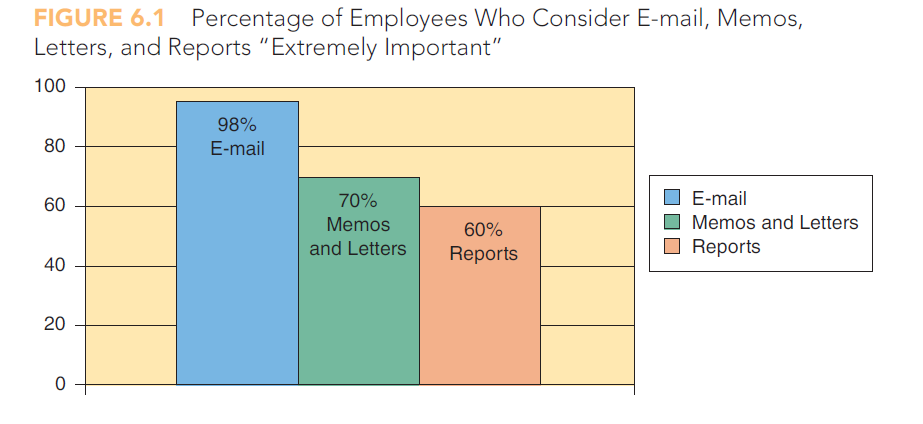 FIGURE 6.1 Percentage of Employees Who Consider E-mail, Memos,
Letters, and Reports “Extremely Important”
100
80
60
40
20
0
98%
E-mail
70%
Memos
and Letters
60%
Reports
E-mail
Memos and Letters
Reports